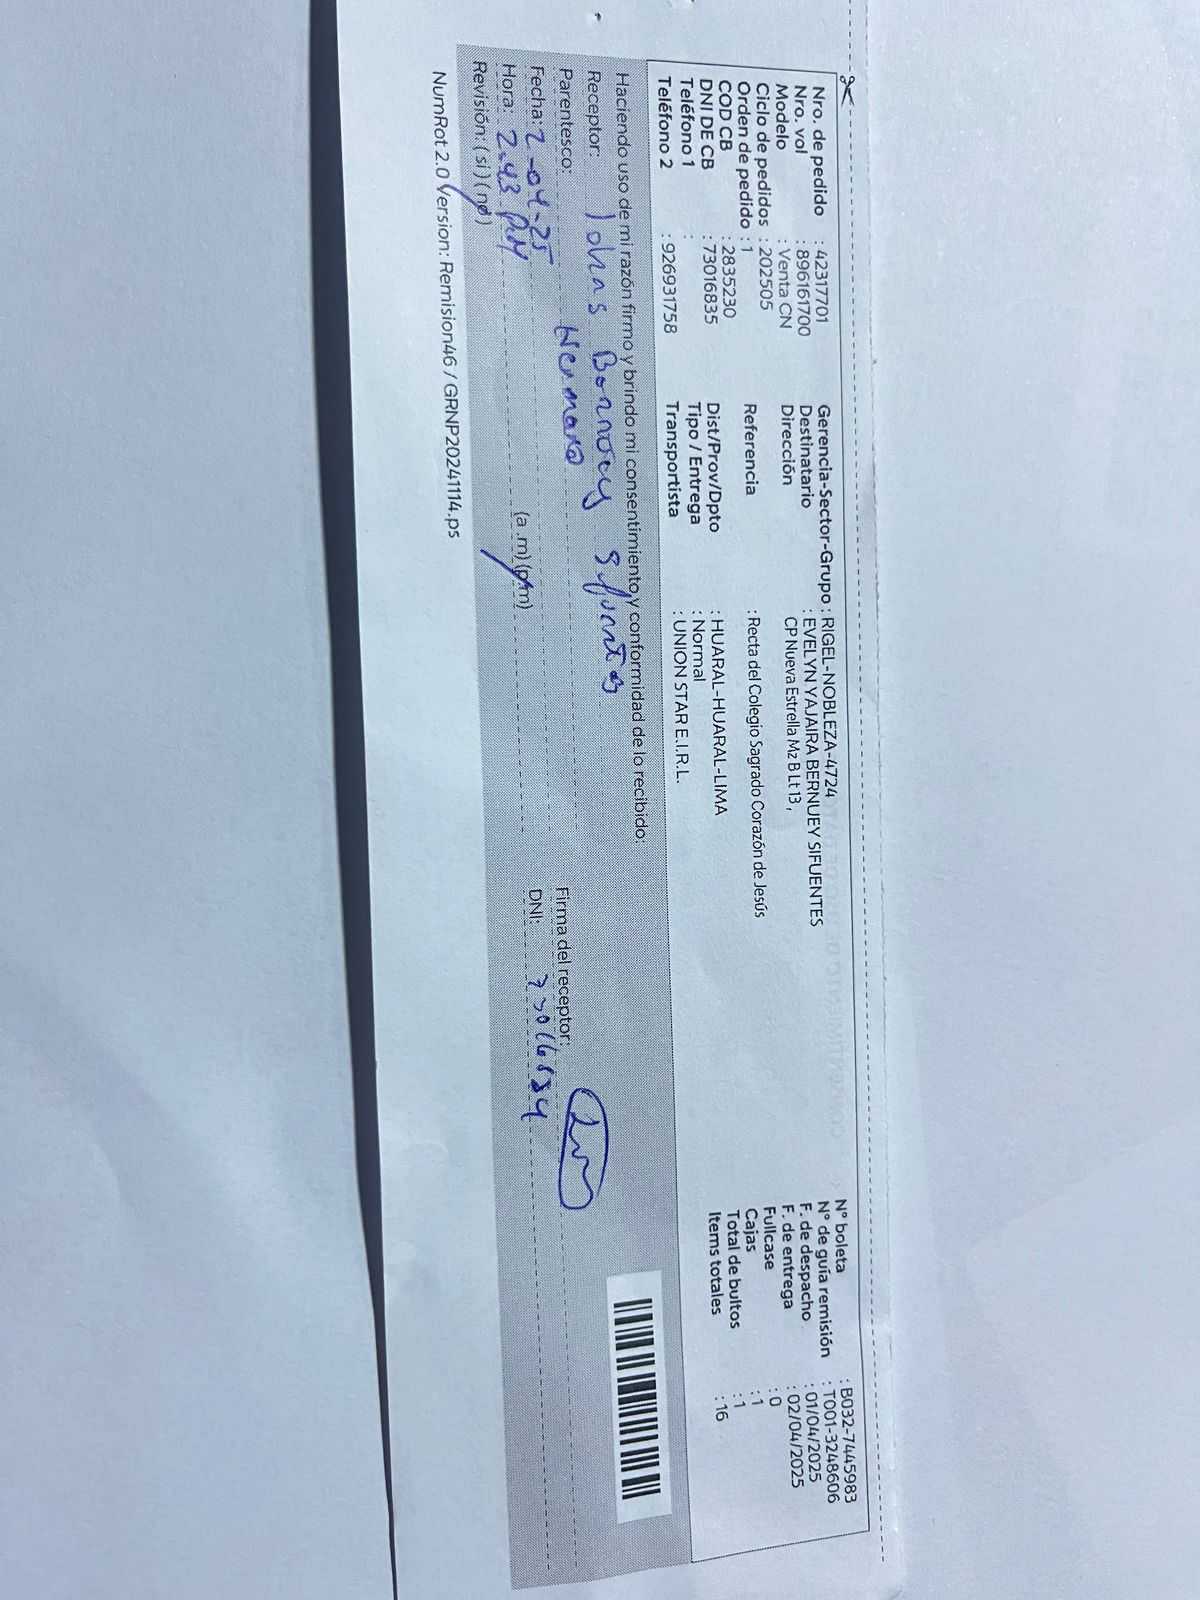 Nro. de pedido : 42317701
Nro. vol : 896161700
Modelo : Venta CN
Ciclo de pedidos : 202505
Orden de pedido : 1
COD CB : 2835230
DNI DE CB : 73016835
Teléfono 1 :
Teléfono 2 : 926931758
Gerencia-Sector-Grupo : RIGEL-NOBLEZA-4724
Destinatario : EVELYN YAJAIRA BERNUEY SIFUENTES
Dirección CP Nueva Estrella Mz B Lt 13 ,
Referencia : Recta del Colegio Sagrado Corazón de Jesús
Dist/Prov/Dpto : HUARAL-HUARAL-LIMA
Tipo / Entrega : Normal
Transportista : UNION STAR E.I.R.L.
N° boleta : B032-7445983
N° de guía remisión : T001-3248606
F. de despacho : 01/04/2025
F. de entrega : 02/04/2025
Fullcase : 0
Cajas : 1
Total de bultos : 1
Items totales : 16
Haciendo uso de mi razón firmo y brindo mi consentimiento y conformidad de lo recibido:
Receptor:
Parentesco: Hermano
Fecha: 2-04-25
Hora: 2:43 PM (a .m) (p.m)
Revisión: ( si ) ( no )
Firma del receptor:
DNI:
NumRot 2.0 Version: Remision46 / GRNP20241114.ps